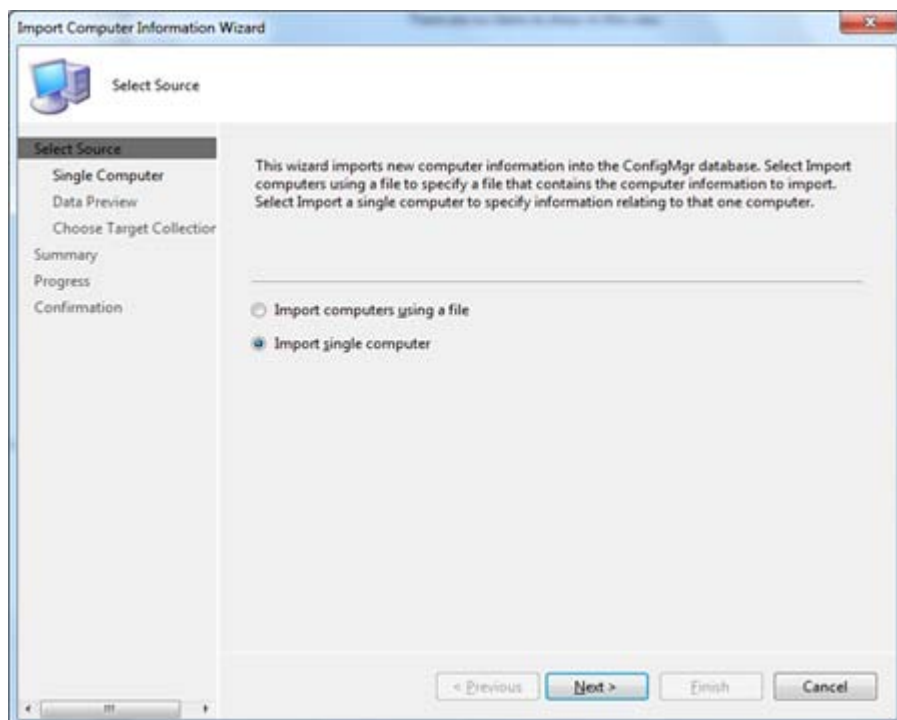 Import Computer Information Wizard
Select Source
Select Source
Single Computer
Data Preview
Choose Target Collection
Summary
Progress
Confirmation
This wizard imports new computer information into the ConfigMgr database. Select Import
computers using a file to specify a file that contains the computer information to import.
Select Import a single computer to specify information relating to that one computer.
Import computers using a file
Import single computer
< Previous
Next >
Finish
Cancel